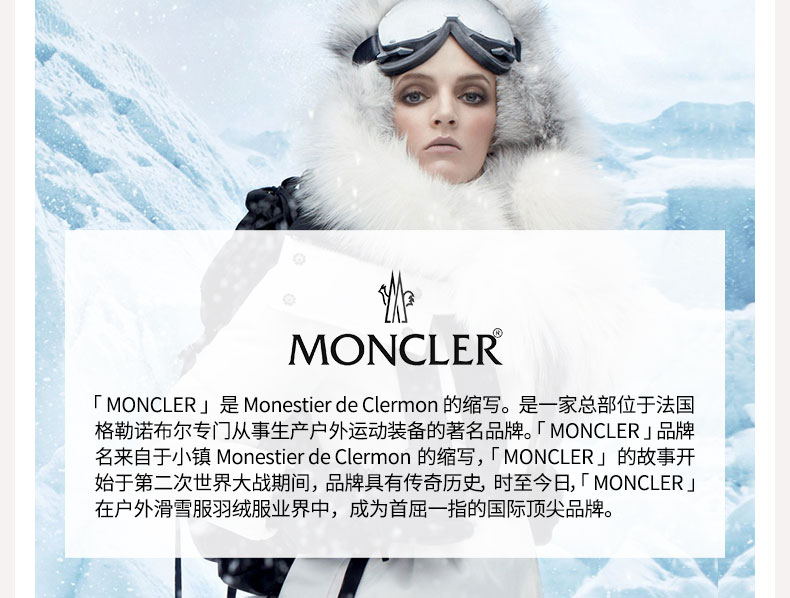 MONCLER®
「 MONCLER 」 是 Monestier de Clermon 的缩写。是一家总部位于法国
格勒诺布尔专门从事生产户外运动装备的著名品牌。「 MONCLER 」品牌
名来自于小镇 Monestier de Clermon 的缩写，「 MONCLER 」 的故事开
始于第二次世界大战期间，品牌具有传奇历史, 时至今日，「 MONCLER 」
在户外滑雪服羽绒服业界中，成为首屈一指的国际顶尖品牌。